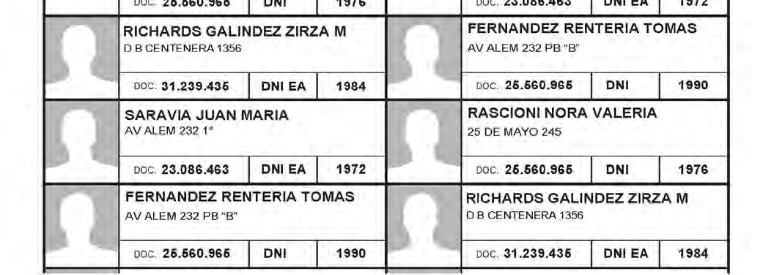 DOC. 25.560.965 DNI 1976
DOC. 23.086.463 DNI EA 1972
RICHARDS GALINDEZ ZIRZA M
D B CENTENERA 1356
DOC. 31.239.435 DNI EA 1984
FERNANDEZ RENTERIA TOMAS
AV ALEM 232 PB "B"
DOC. 25.560.965 DNI 1990
SARAVIA JUAN MARIA
AV ALEM 232 1°
DOC. 23.086.463 DNI EA 1972
RASCIONI NORA VALERIA
25 DE MAYO 245
DOC. 25.560.965 DNI 1976
FERNANDEZ RENTERIA TOMAS
AV ALEM 232 PB "B"
DOC. 25.560.965 DNI 1990
RICHARDS GALINDEZ ZIRZA M
D B CENTENERA 1356
DOC. 31.239.435 DNI EA 1984